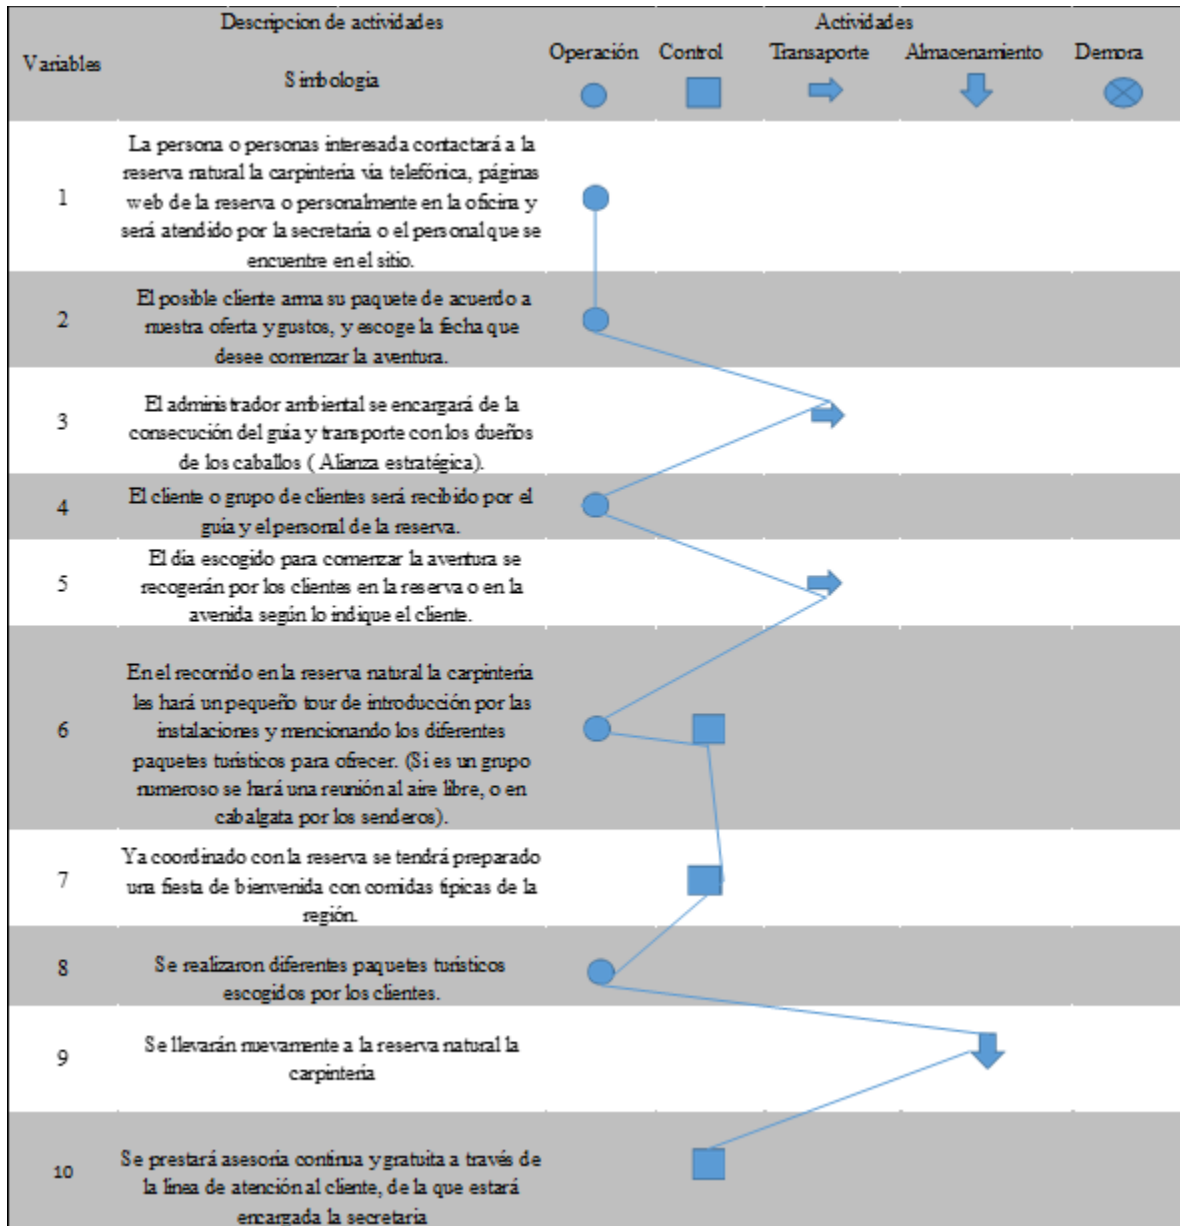 Descripcion de actividades
Actividades
Variables
Simbologia
Operación
Control
Transaporte
Almacenamiento
Demora
1
La persona o personas interesada contactará a la
reserva natural la carpintería vía telefónica, páginas
web de la reserva o personalmente en la oficina y
será atendido por la secretaria o el personal que se
encuentre en el sitio.
2
El posible cliente arma su paquete de acuerdo a
nuestra oferta y gustos, y escoge la fecha que
desee comenzar la aventura.
3
El administrador ambiental se encargará de la
consecución del guía y transporte con los dueños
de los caballos ( Alianza estratégica).
4
El cliente o grupo de clientes será recibido por el
guía y el personal de la reserva.
5
El día escogido para comenzar la aventura se
recogerán por los clientes en la reserva o en la
avenida según lo indique el cliente.
6
En el recorrido en la reserva natural la carpintería
les hará un pequeño tour de introducción por las
instalaciones y mencionando los diferentes
paquetes turísticos para ofrecer. (Si es un grupo
numeroso se hará una reunión al aire libre, o en
cabalgata por los senderos).
7
Ya coordinado con la reserva se tendrá preparado
una fiesta de bienvenida con comidas típicas de la
región.
8
Se realizaron diferentes paquetes turísticos
escogidos por los clientes.
9
Se llevarán nuevamente a la reserva natural la
carpintería
10
Se prestará asesoría continua y gratuita a través de
la línea de atención al cliente, de la que estará
encargada la secretaria